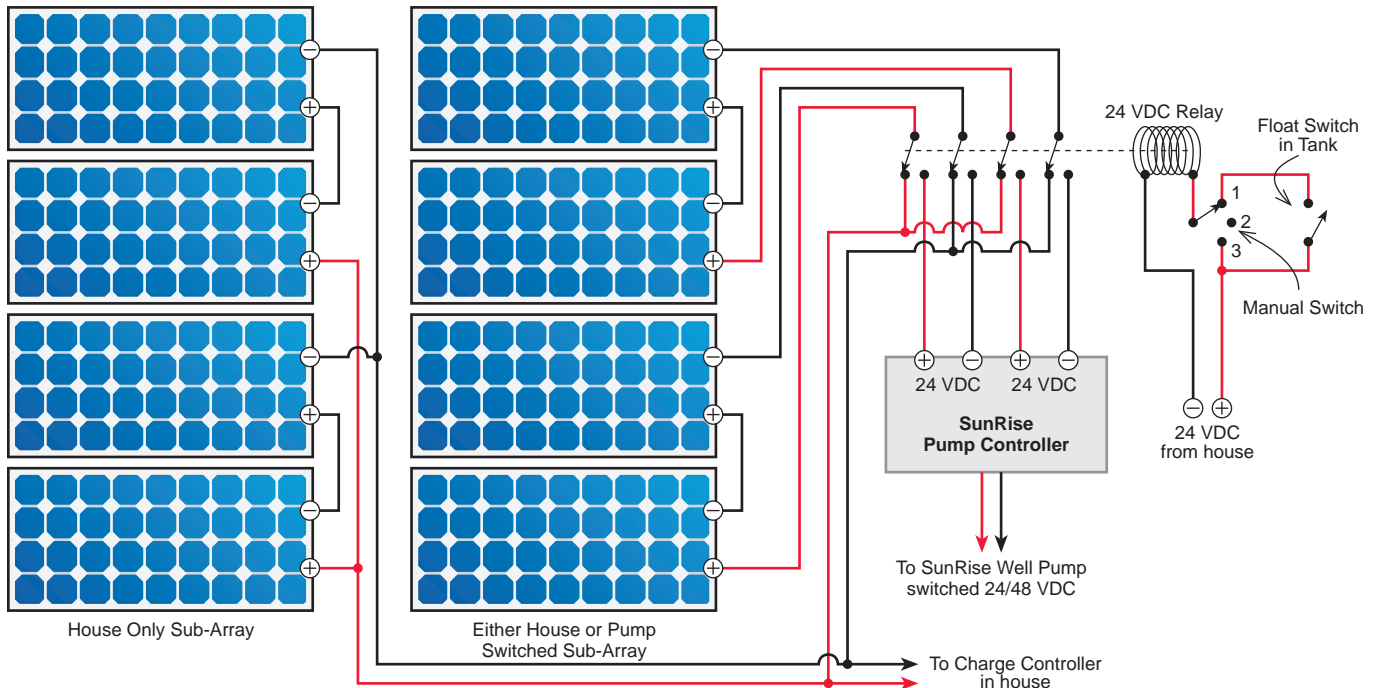 24 VDC Relay
Float Switch
in Tank
1
2
3
Manual Switch
24 VDC
24 VDC
SunRise
Pump Controller
24 VDC
from house
To SunRise Well Pump
switched 24/48 VDC
House Only Sub-Array
Either House or Pump
Switched Sub-Array
To Charge Controller
in house